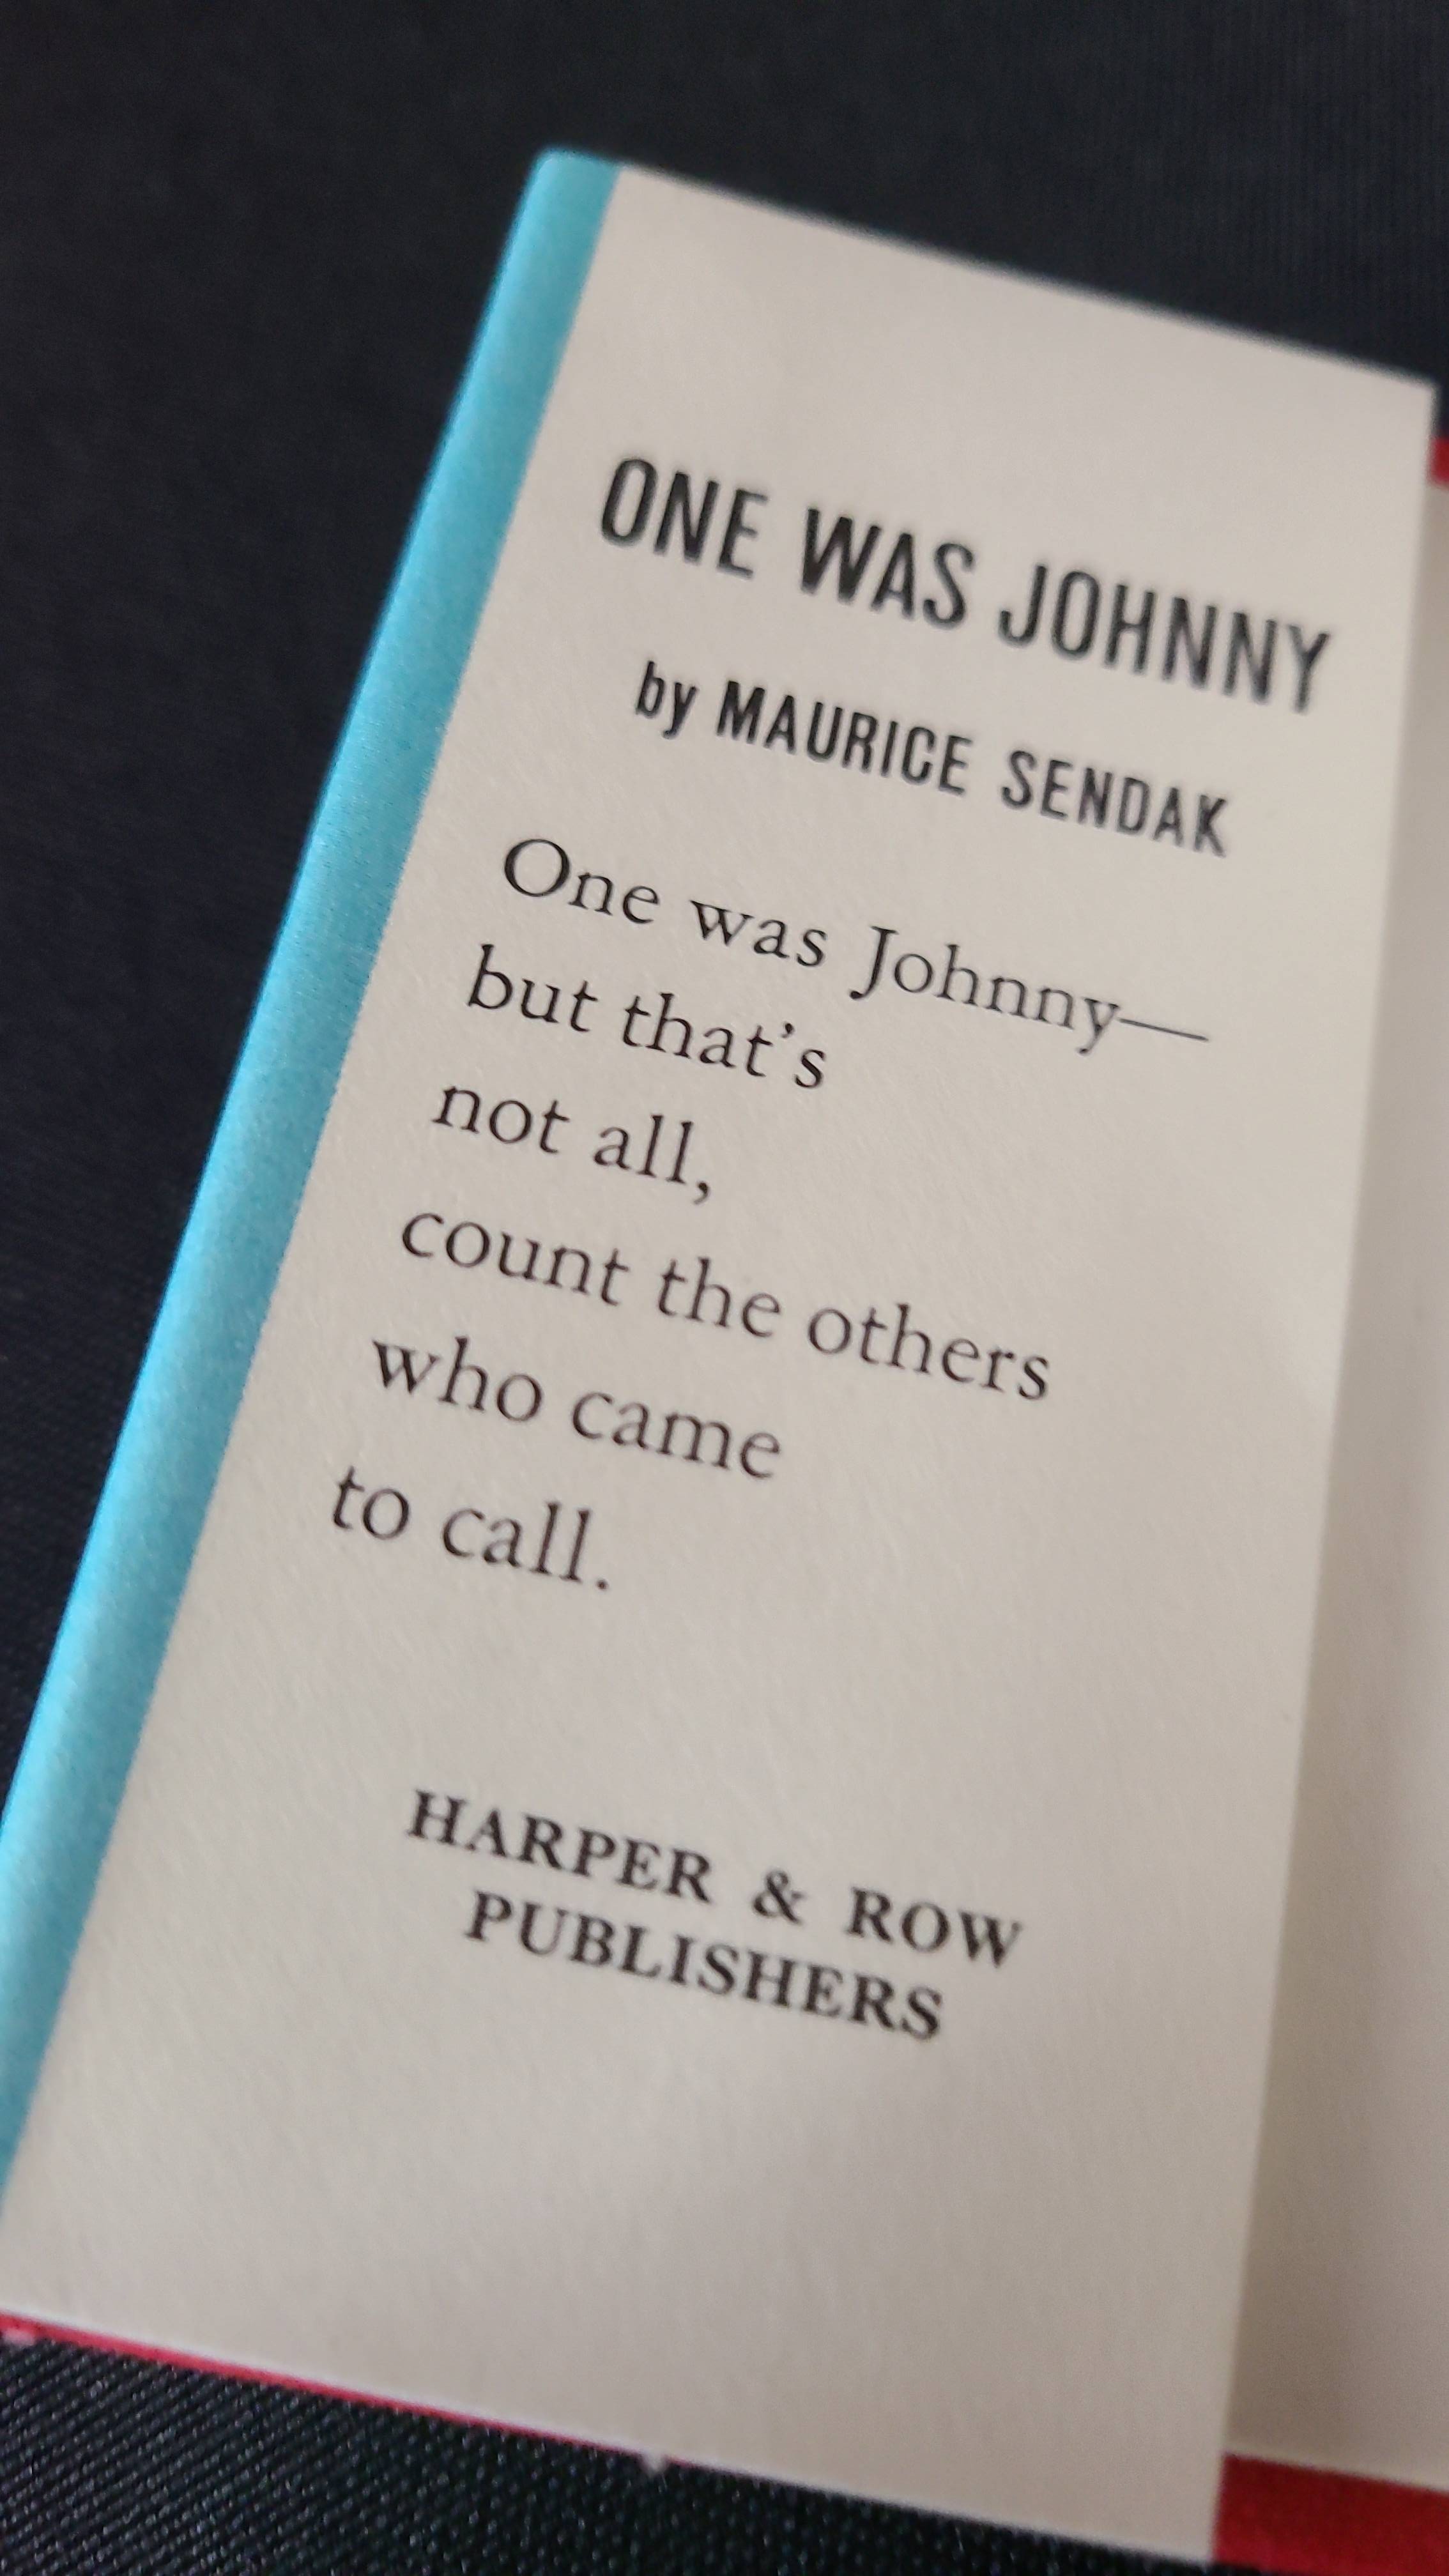 ONE WAS JOHNNY
by MAURICE SENDAK
One was Johnny—
but that's
not all,
count the others
who came
to call.
HARPER & ROW
PUBLISHERS